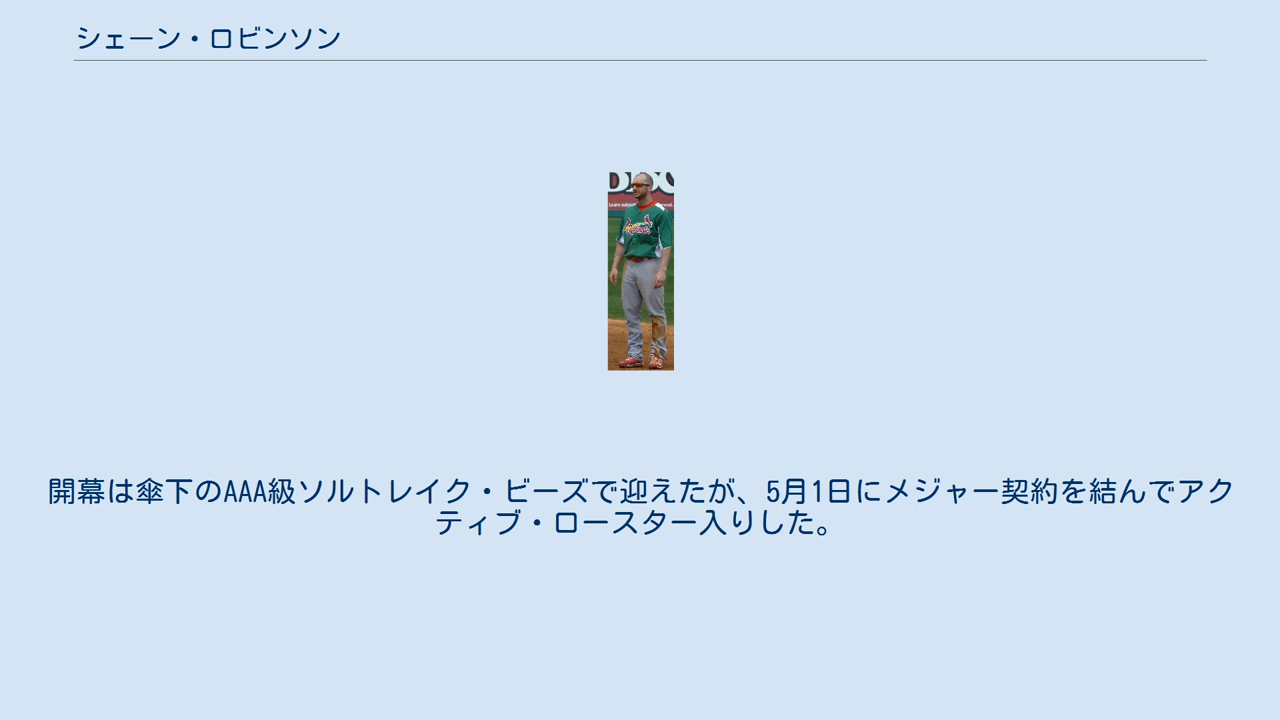 シェーン・ロビンソン
開幕は傘下のAAA級ソルトレイク・ビーズで迎えたが、5月1日にメジャー契約を結んでアク
ティブ・ロースター入りした。